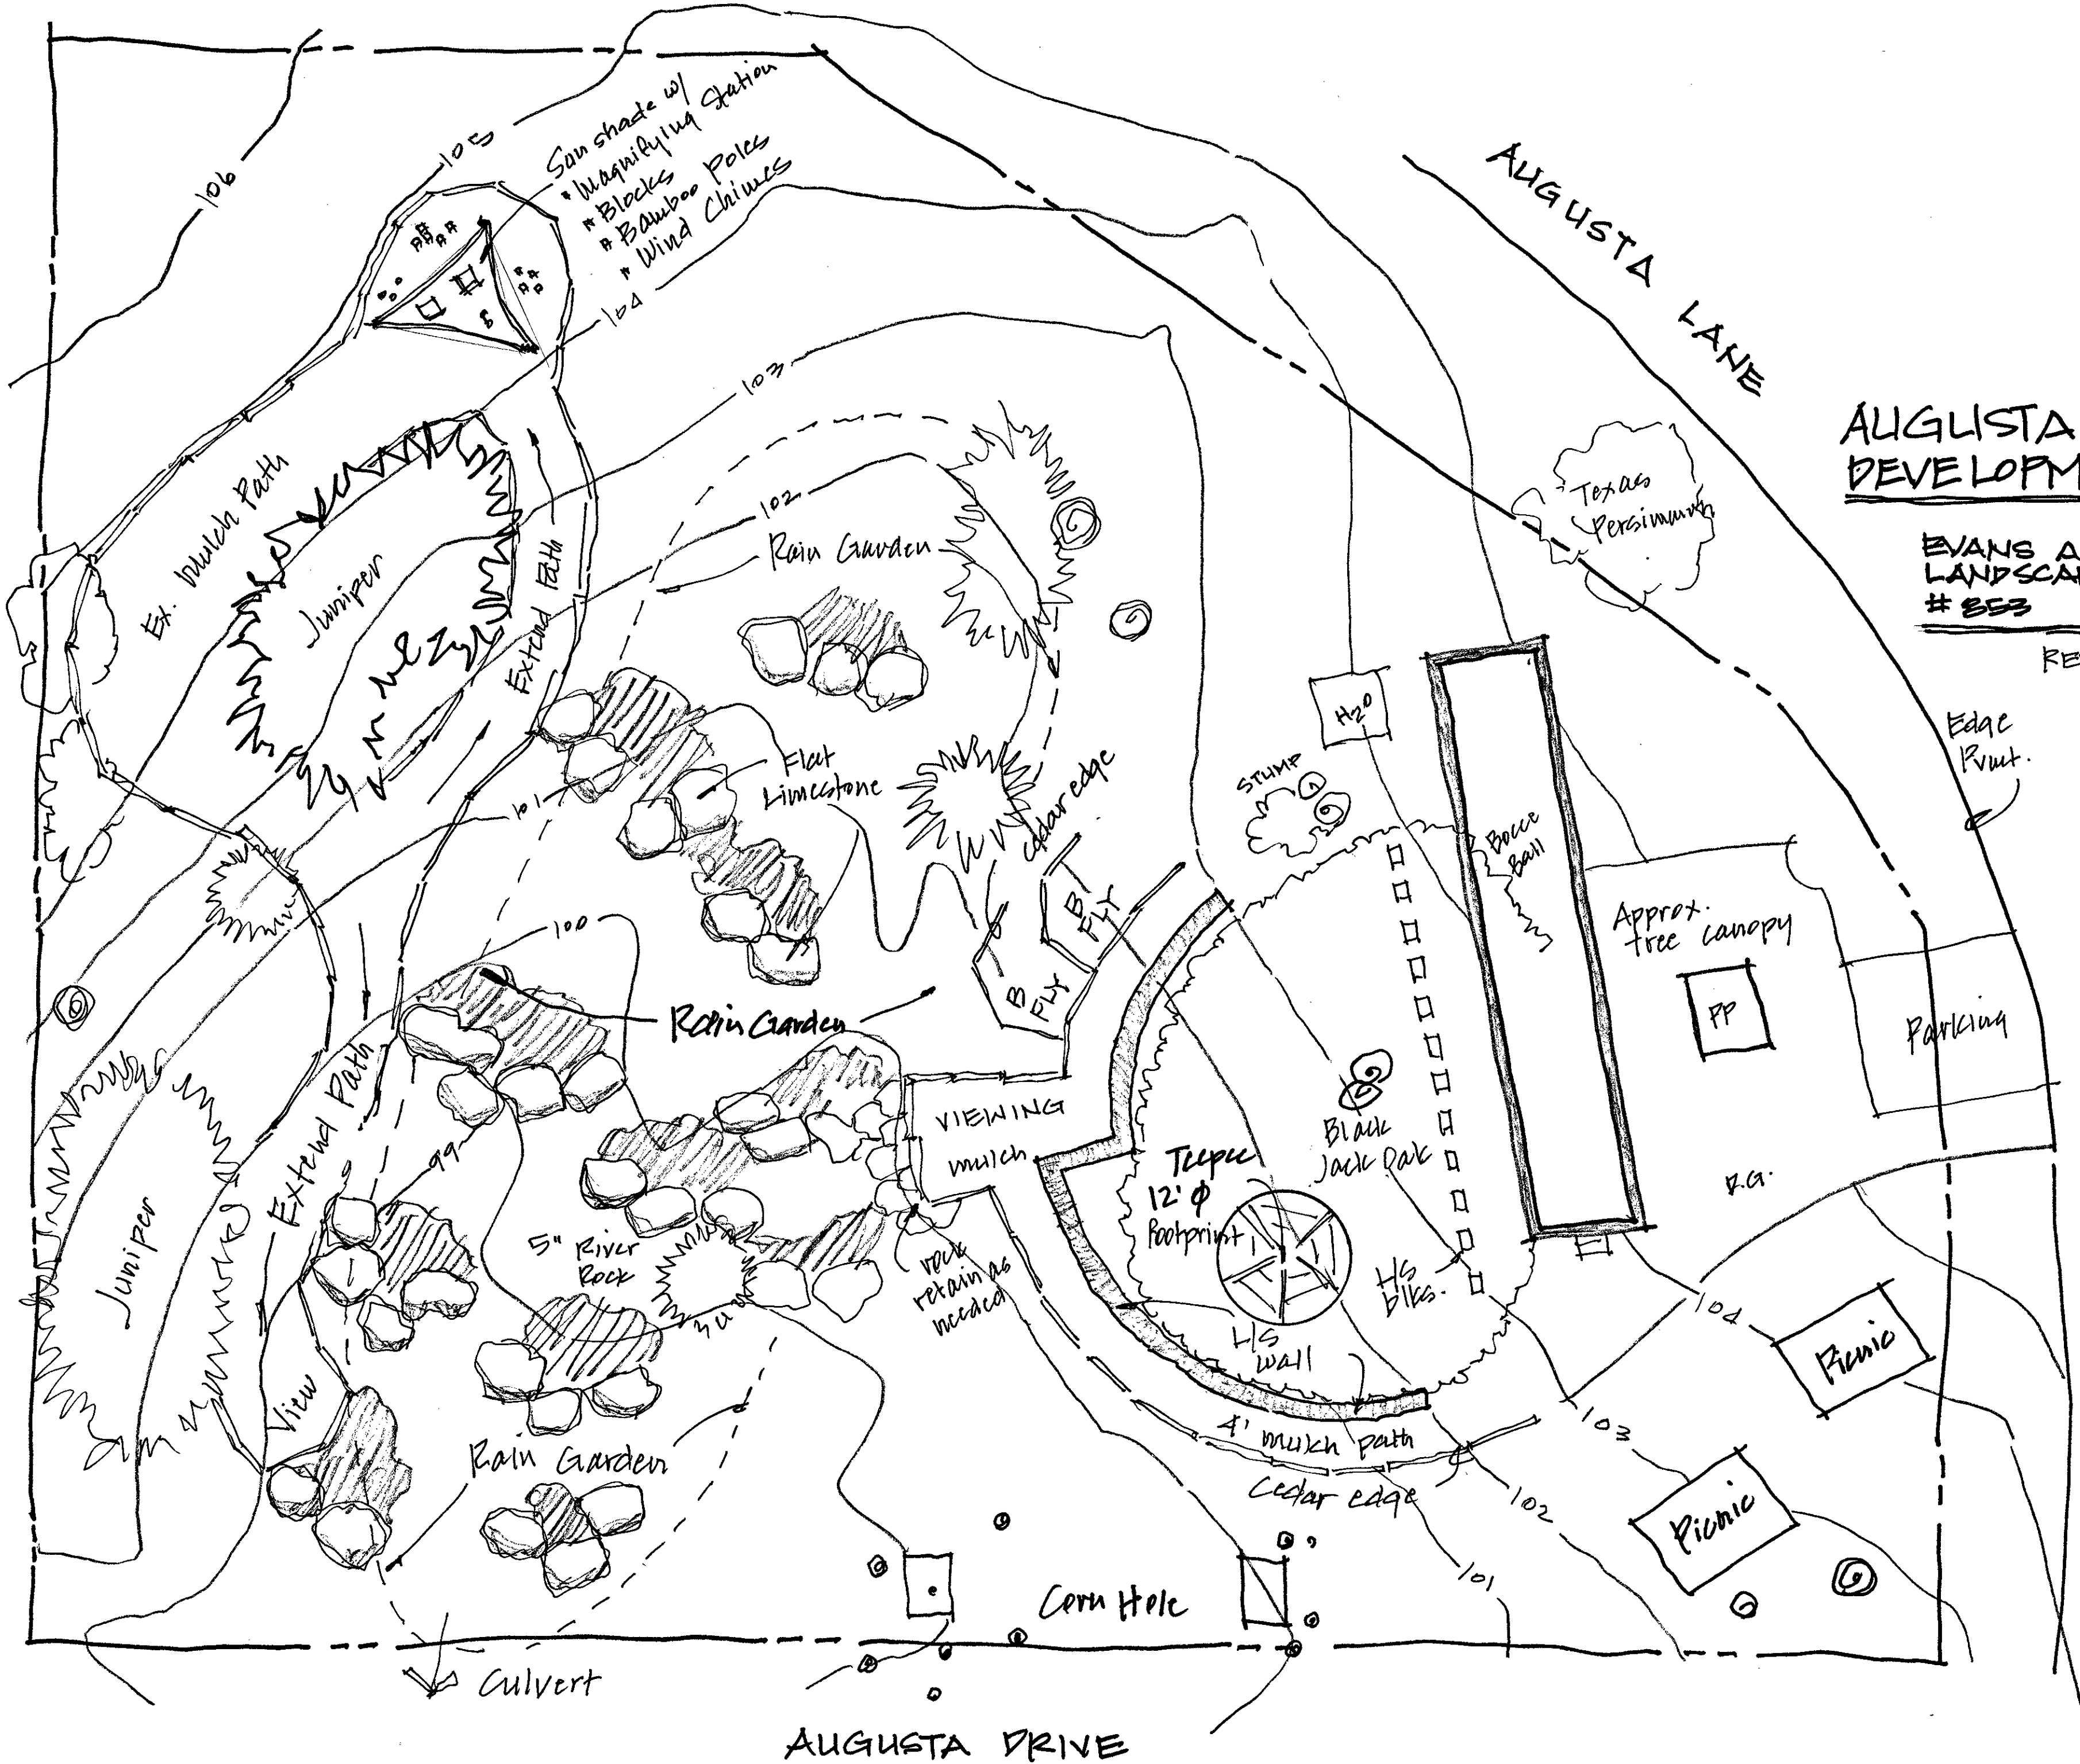 106
105
Sun shade w/
* Magnifying Station
* Blocks
* Bamboo Poles
* Wind Chimes
104
103
102
AUGUSTA LANE
AUGUSTA
DEVELOPM
EVANS A
LANDSCA
# 853
RE
Texas
Persimmon
Ex. Mulch Path
Juniper
Extend Path
Rain Garden
Flat
Limestone
101
Cedar edge
H2O
STUMP
Bocce
Ball
Edge
Pvmt.
B
FLY
B
FLY
Approx.
tree canopy
PP
Parking
100
Rain Garden
VIEWING
Mulch
Black
Jack Oak
Teepee
12' Ø
footprint
R.G.
Extend Path
99
Juniper
5" River
Rock
rock
retain as
needed
L/S
blks.
L/S
wall
104
Picnic
View
Rain Garden
4' mulch path
Cedar edge
103
102
Picnic
101
Corn Hole
Culvert
AUGUSTA DRIVE